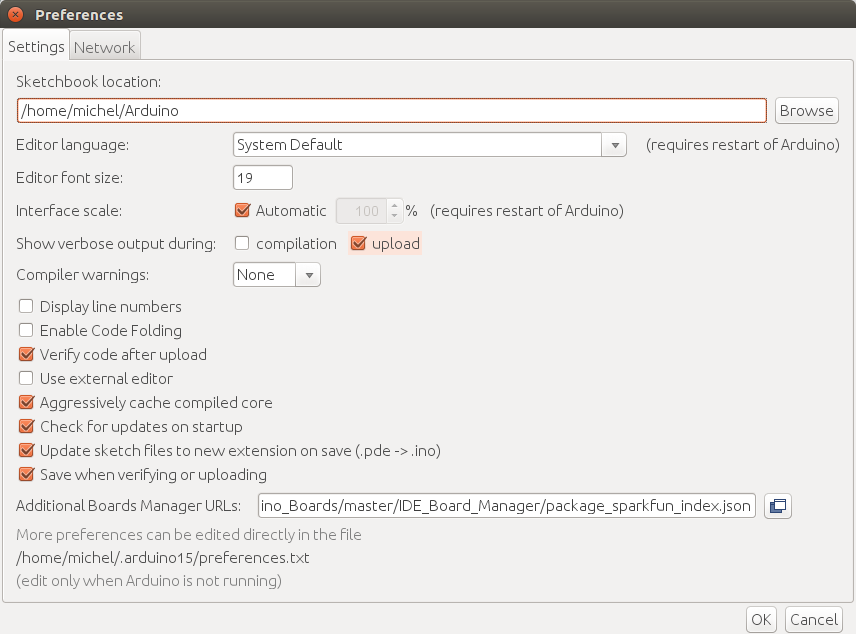 Preferences
Settings Network
Sketchbook location:
/home/michel/Arduino Browse
Editor language: System Default (requires restart of Arduino)
Editor font size: 19
Interface scale: Automatic 100 % (requires restart of Arduino)
Show verbose output during: compilation upload
Compiler warnings: None
Display line numbers
Enable Code Folding
Verify code after upload
Use external editor
Aggressively cache compiled core
Check for updates on startup
Update sketch files to new extension on save (.pde -> .ino)
Save when verifying or uploading
Additional Boards Manager URLs: ino_Boards/master/IDE_Board_Manager/package_sparkfun_index.json
More preferences can be edited directly in the file
/home/michel/.arduino15/preferences.txt
(edit only when Arduino is not running)
OK Cancel